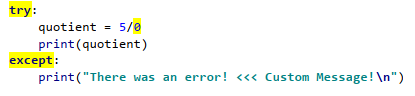 try:
    quotient = 5/0
    print(quotient)
except:
    print("There was an error! <<< Custom Message!\n")